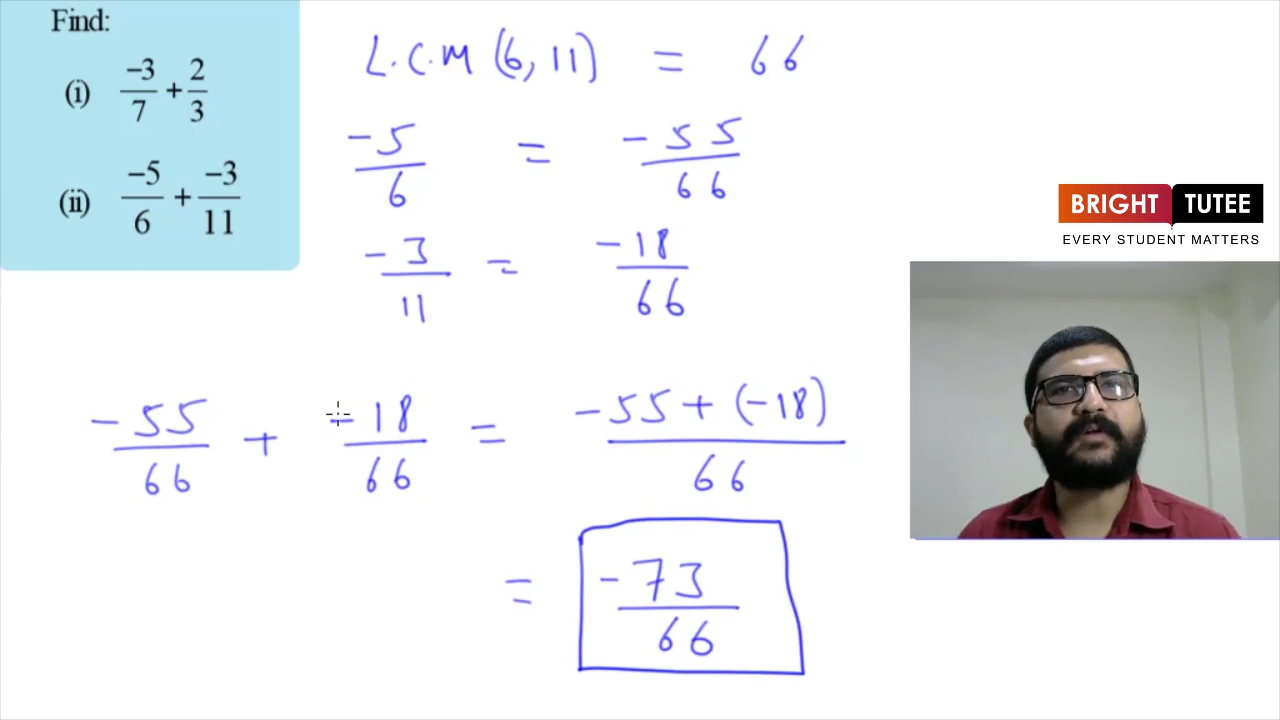 Find:
(i) -3/7 + 2/3
(ii) -5/6 + -3/11
L.C.M (6, 11) = 66
-5/6 = -55/66
-3/11 = -18/66
-55/66 + -18/66 = -55 + (-18)/66
= -73/66
BRIGHT TUTEE
EVERY STUDENT MATTERS